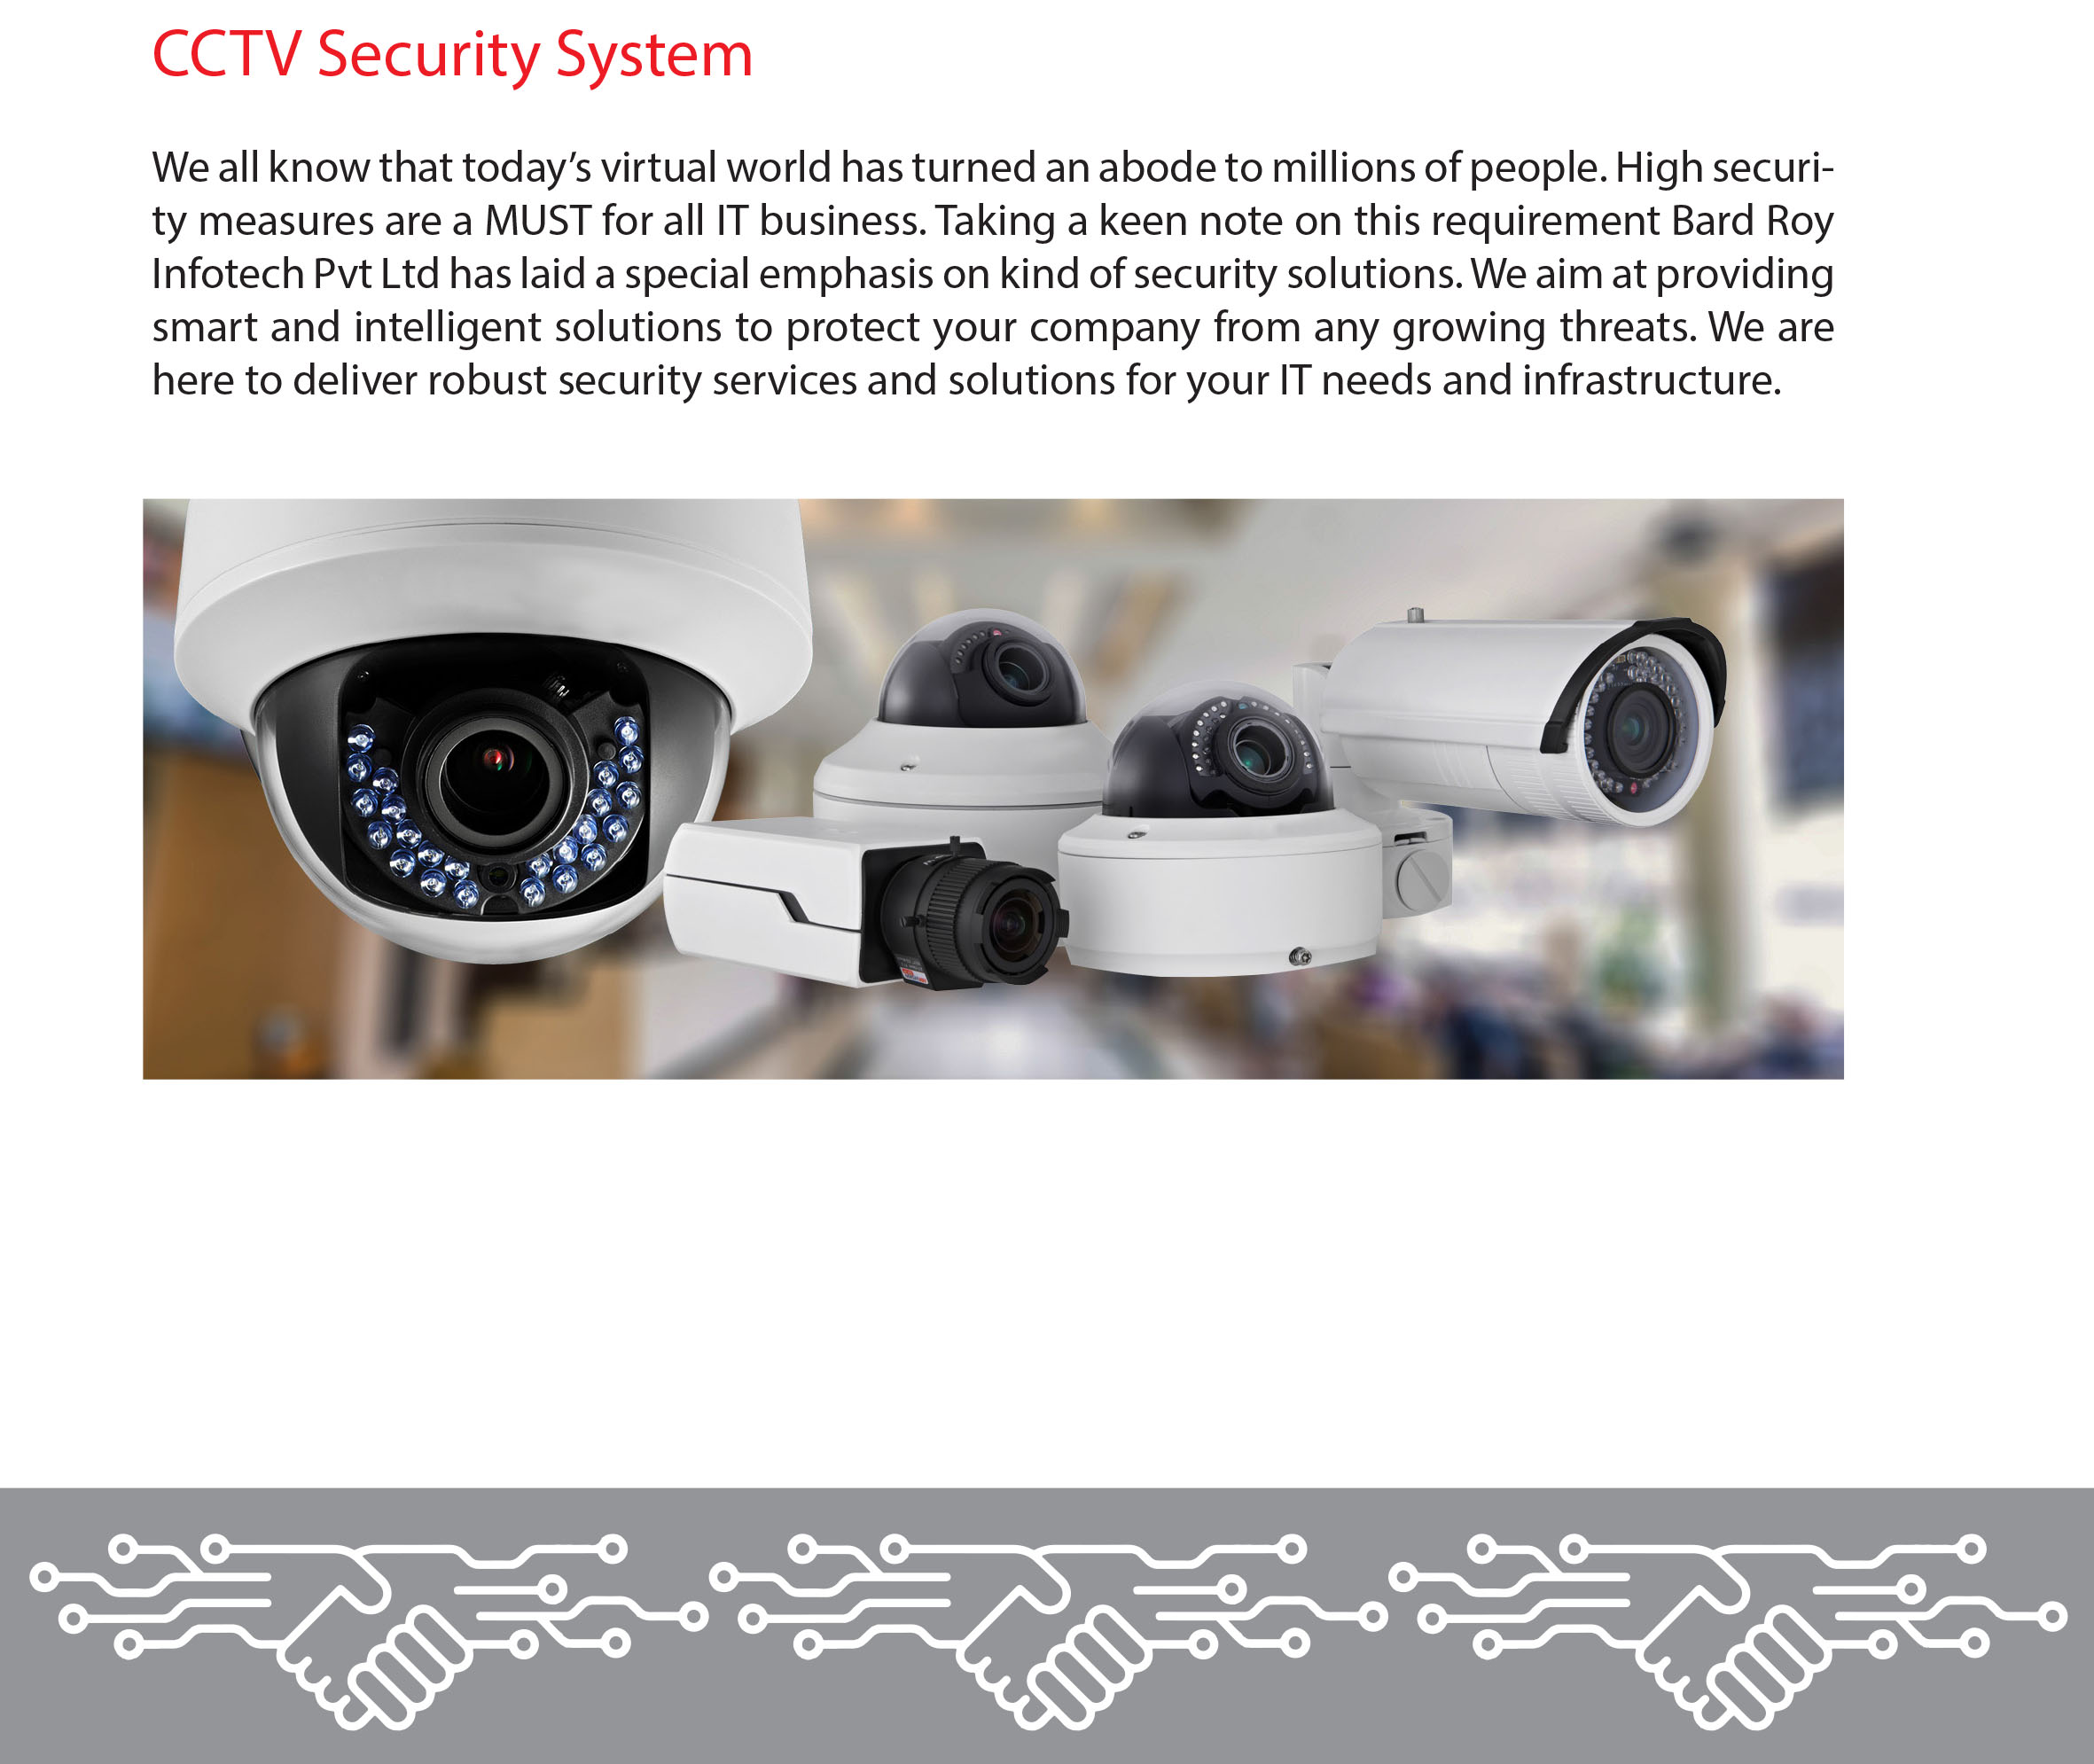 CCTV Security System
We all know that today’s virtual world has turned an abode to millions of people. High securi-
ty measures are a MUST for all IT business. Taking a keen note on this requirement Bard Roy
Infotech Pvt Ltd has laid a special emphasis on kind of security solutions. We aim at providing
smart and intelligent solutions to protect your company from any growing threats. We are
here to deliver robust security services and solutions for your IT needs and infrastructure.